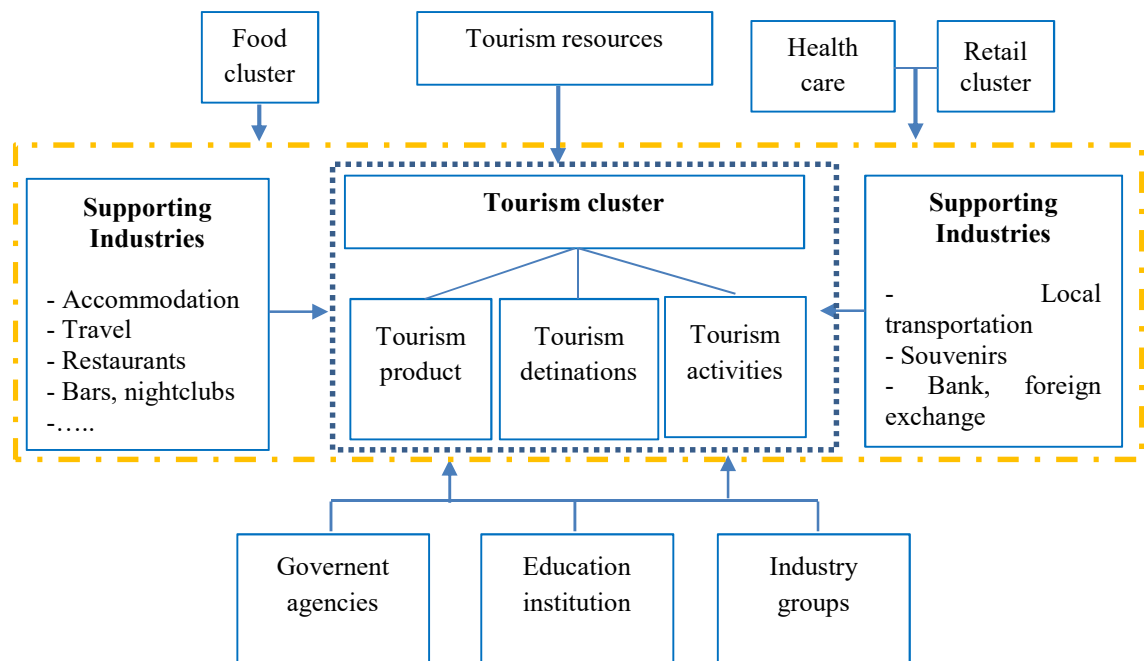 Food
cluster
Tourism resources
Health
care
Retail
cluster
Supporting
Industries
- Accommodation
- Travel
- Restaurants
- Bars, nightclubs
-…..
Tourism cluster
Tourism
product
Tourism
detinations
Tourism
activities
Supporting
Industries
- Local
transportation
- Souvenirs
- Bank, foreign
exchange
Governent
agencies
Education
institution
Industry
groups